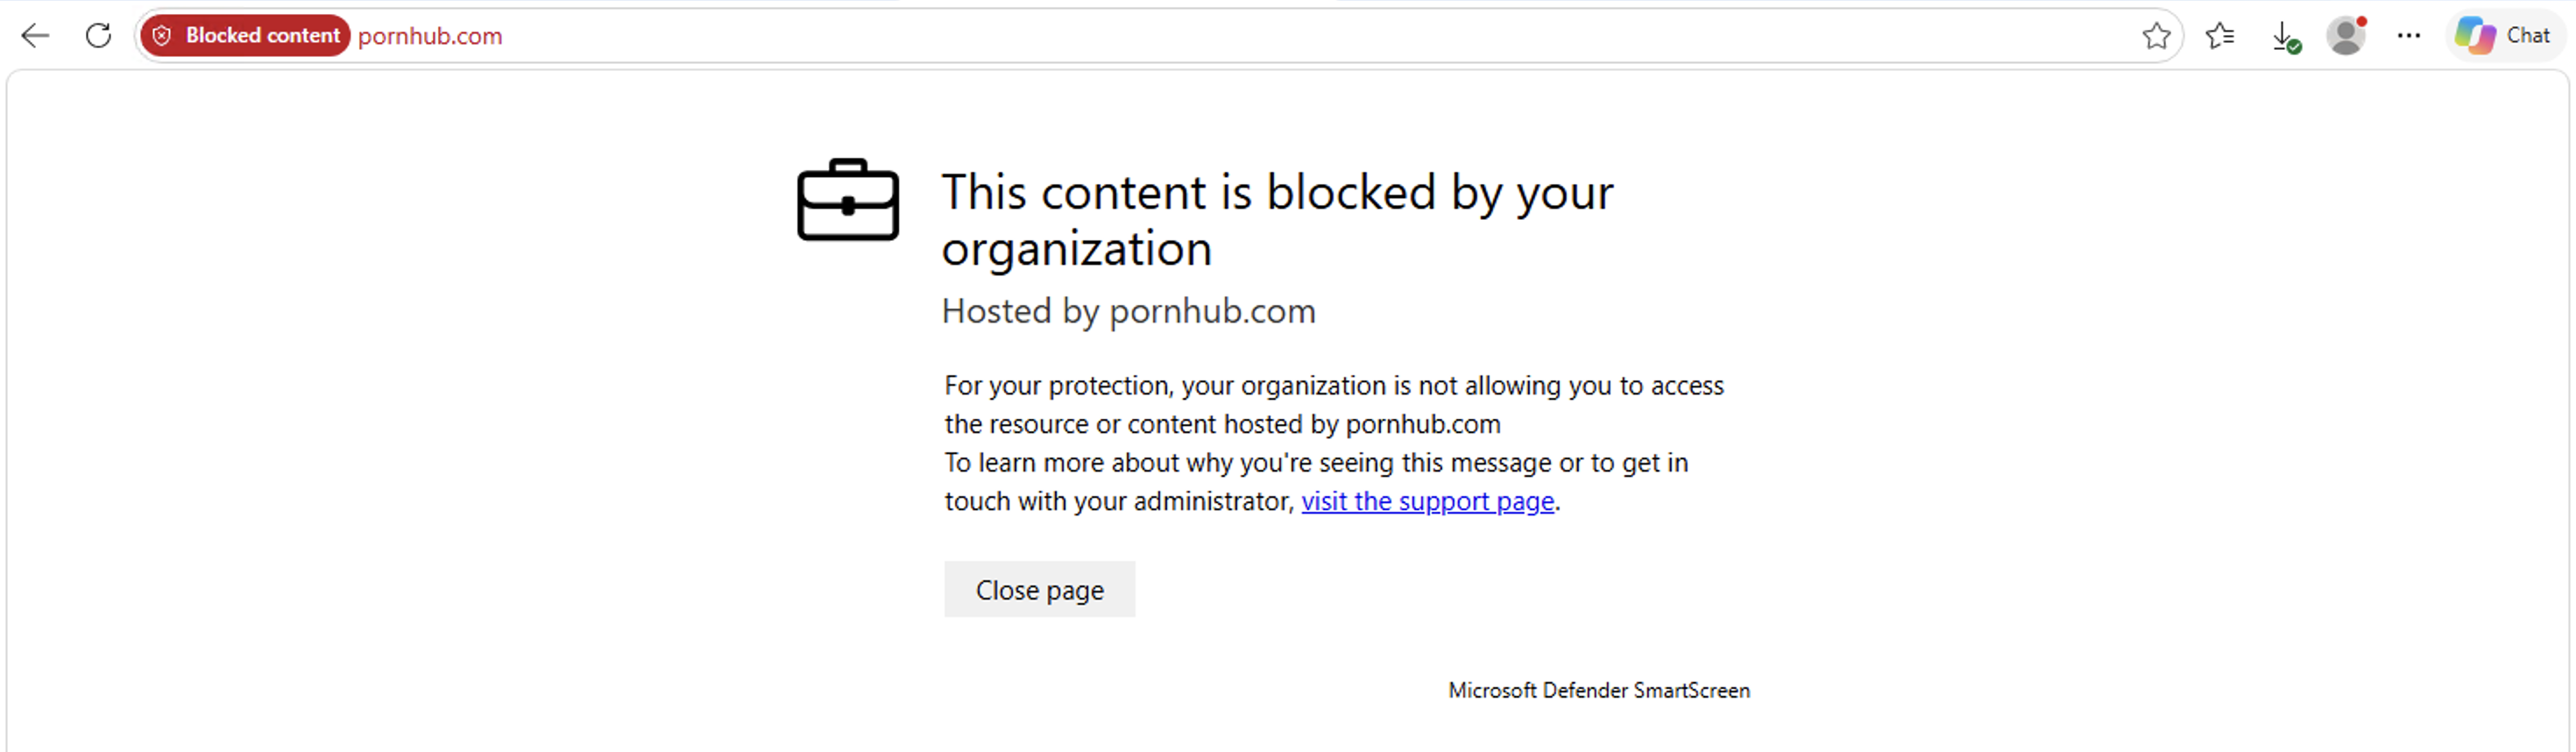 Blocked content pornhub.com
Chat
This content is blocked by your
organization
Hosted by pornhub.com
For your protection, your organization is not allowing you to access
the resource or content hosted by pornhub.com
To learn more about why you're seeing this message or to get in
touch with your administrator, visit the support page.
Close page
Microsoft Defender SmartScreen